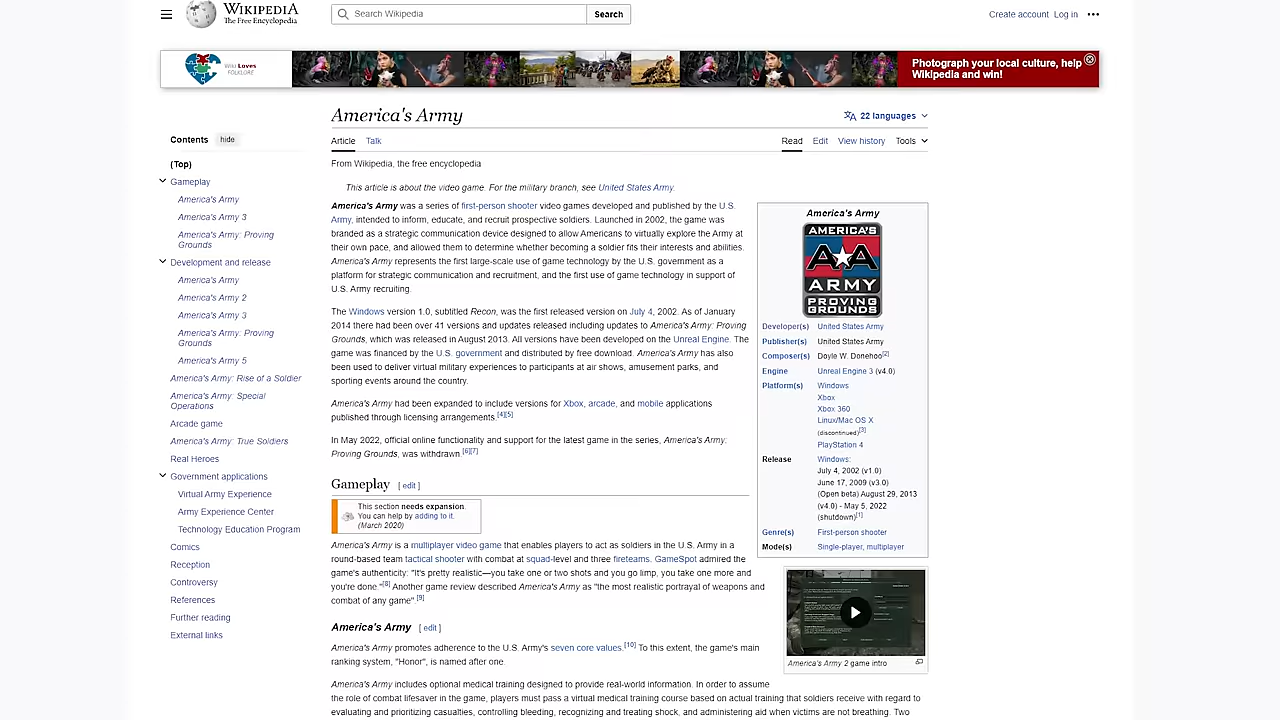 WIKIPEDIA
The Free Encyclopedia
Search Wikipedia
Search
Create account Log in
Wiki Loves
FOLKLORE
Photograph your local culture, help
Wikipedia and win!
America's Army
22 languages
Contents hide
(Top)
Gameplay
America's Army
America's Army 3
America's Army: Proving
Grounds
Development and release
America's Army
America's Army 2
America's Army 3
America's Army: Proving
Grounds
America's Army 5
America's Army: Rise of a Soldier
America's Army: Special
Operations
Arcade game
America's Army: True Soldiers
Real Heroes
Government applications
Virtual Army Experience
Army Experience Center
Technology Education Program
Comics
Reception
Controversy
References
Further reading
External links
Article Talk
Read Edit View history Tools
From Wikipedia, the free encyclopedia
This article is about the video game. For the military branch, see United States Army.
America's Army was a series of first-person shooter video games developed and published by the U.S.
Army, intended to inform, educate, and recruit prospective soldiers. Launched in 2002, the game was
branded as a strategic communication device designed to allow Americans to virtually explore the Army at
their own pace, and allowed them to determine whether becoming a soldier fits their interests and abilities.
America's Army represents the first large-scale use of game technology by the U.S. government as a
platform for strategic communication and recruitment, and the first use of game technology in support of
U.S. Army recruiting.
The Windows version 1.0, subtitled Recon, was the first released version on July 4, 2002. As of January
2014 there had been over 41 versions and updates released including updates to America's Army: Proving
Grounds, which was released in August 2013. All versions have been developed on the Unreal Engine. The
game was financed by the U.S. government and distributed by free download. America's Army has also
been used to deliver virtual military experiences to participants at air shows, amusement parks, and
sporting events around the country.
America's Army had been expanded to include versions for Xbox, arcade, and mobile applications
published through licensing arrangements.[4][5]
In May 2022, official online functionality and support for the latest game in the series, America's Army:
Proving Grounds, was withdrawn.[6][7]
Gameplay [ edit ]
This section needs expansion.
You can help by adding to it.
(March 2020)
America's Army is a multiplayer video game that enables players to act as soldiers in the U.S. Army in a
round-based team tactical shooter with combat at squad-level and three fireteams. GameSpot admired the
game's authenticity: "It's pretty realistic—you take one or two shots and you go limp, you take one more and
you're done."[8] Another game review described America's Army as "the most realistic portrayal of weapons and
combat of any game".[9]
America's Army [ edit ]
America's Army promotes adherence to the U.S. Army's seven core values.[10] To this extent, the game's main
ranking system, "Honor", is named after one.
America's Army includes optional medical training designed to provide real-world information. In order to assume
the role of combat lifesaver in the game, players must pass a virtual medical training course based on actual training that soldiers receive with regard to
evaluating and prioritizing casualties, controlling bleeding, recognizing and treating shock, and administering aid when victims are not breathing. Two
America's Army
AMERICA'S
AA
ARMY
PROVING
GROUNDS
Developer(s) United States Army
Publisher(s) United States Army
Composer(s) Doyle W. Donehoo[2]
Engine Unreal Engine 3 (v4.0)
Platform(s) Windows
Xbox
Xbox 360
Linux/Mac OS X
(discontinued)[3]
PlayStation 4
Release Windows:
July 4, 2002 (v1.0)
June 17, 2009 (v3.0)
(Open beta) August 29, 2013
(v4.0) - May 5, 2022
(shutdown)[1]
Genre(s) First-person shooter
Mode(s) Single-player, multiplayer
America's Army 2 game intro